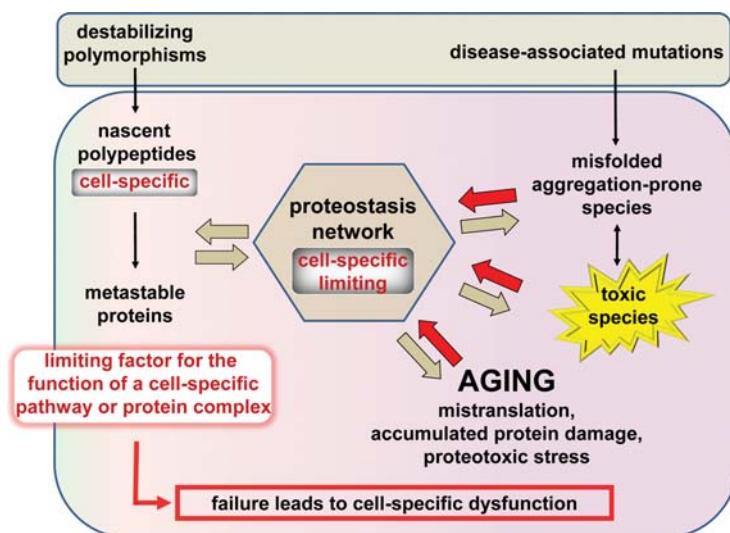 destabilizing
polymorphisms
disease-associated mutations
nascent
polypeptides
cell-specific
metastable
proteins
limiting factor for the
function of a cell-specific
pathway or protein complex
proteostasis
network
cell-specific
limiting
misfolded
aggregation-prone
species
toxic
species
AGING
mistranslation,
accumulated protein damage,
proteotoxic stress
failure leads to cell-specific dysfunction